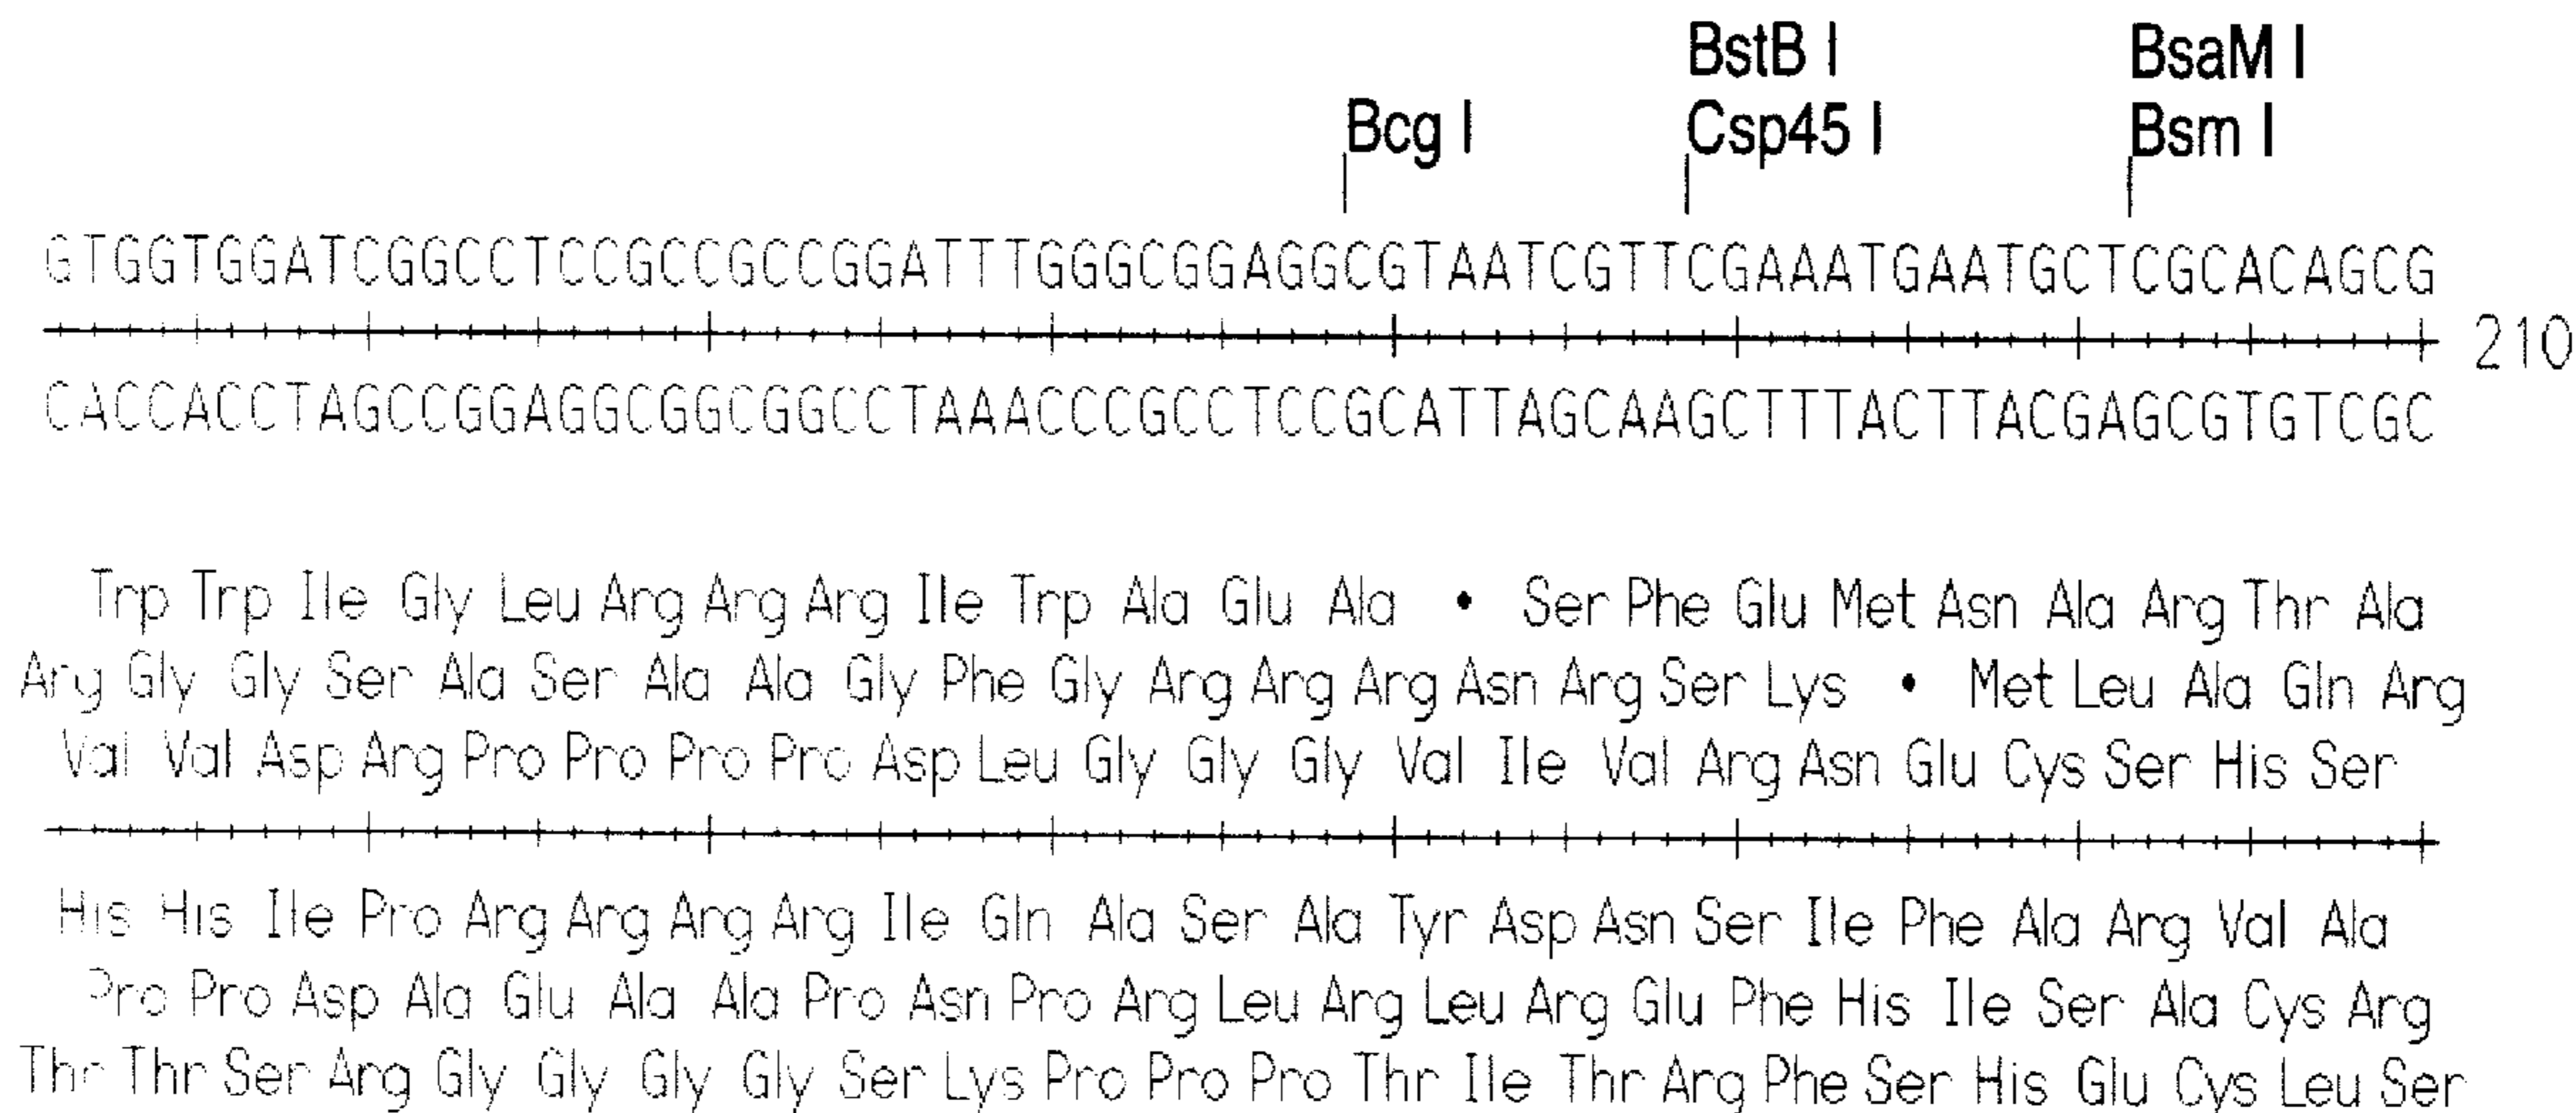 BstB I BsaM I
Bcg I Csp45 I Bsm I
GTGGTGGATCGGCCTCCGCCGCCGGATTTGGGCGGAGGCGTAATCGTTCGAAATGAATGCTCGCACAGCG
210
CACCACCTAGCCGGAGGCGGCGGCCTAAACCCGCCTCCGCATTAGCAAGCTTTACTTACGAGCGTGTCGC
Trp Trp Ile Gly Leu Arg Arg Arg Ile Trp Ala Glu Ala • Ser Phe Glu Met Asn Ala Arg Thr Ala
Arg Gly Gly Ser Ala Ser Ala Ala Gly Phe Gly Arg Arg Arg Asn Arg Ser Lys • Met Leu Ala Gln Arg
Val Val Asp Arg Pro Pro Pro Pro Asp Leu Gly Gly Gly Val Ile Val Arg Asn Glu Cys Ser His Ser
His His Ile Pro Arg Arg Arg Arg Ile Gln Ala Ser Ala Tyr Asp Asn Ser Ile Phe Ala Arg Val Ala
Pro Pro Asp Ala Glu Ala Ala Pro Asn Pro Arg Leu Arg Leu Arg Glu Phe His Ile Ser Ala Cys Arg
Thr Thr Ser Arg Gly Gly Gly Gly Ser Lys Pro Pro Pro Thr Ile Thr Arg Phe Ser His Glu Cys Leu Ser